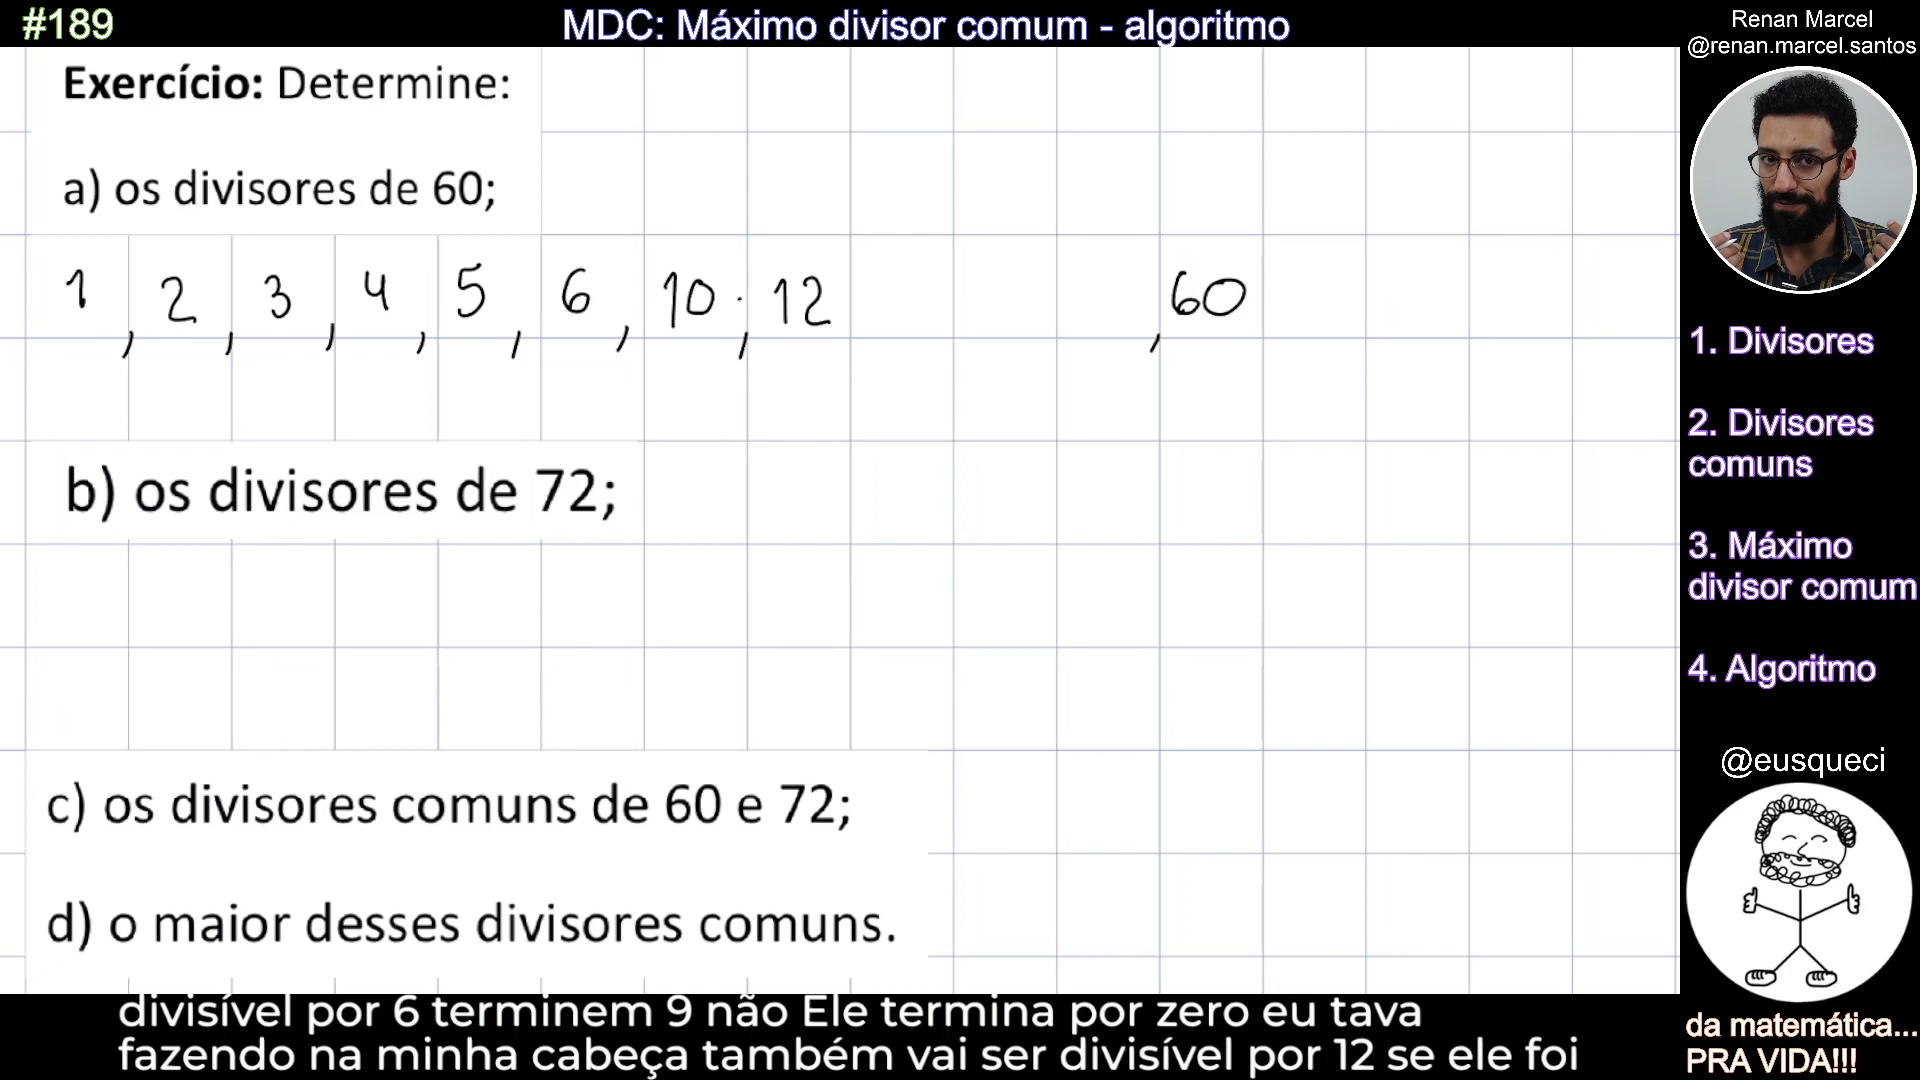 #189
MDC: Máximo divisor comum - algoritmo
Renan Marcel
@renan.marcel.santos
Exercício: Determine:
a) os divisores de 60;
1, 2, 3, 4, 5, 6, 10, 12 , 60
b) os divisores de 72;
c) os divisores comuns de 60 e 72;
d) o maior desses divisores comuns.
1. Divisores
2. Divisores
comuns
3. Máximo
divisor comum
4. Algoritmo
@eusqueci
da matemática...
PRA VIDA!!!
divisível por 6 terminem 9 não Ele termina por zero eu tava
fazendo na minha cabeça também vai ser divisível por 12 se ele foi